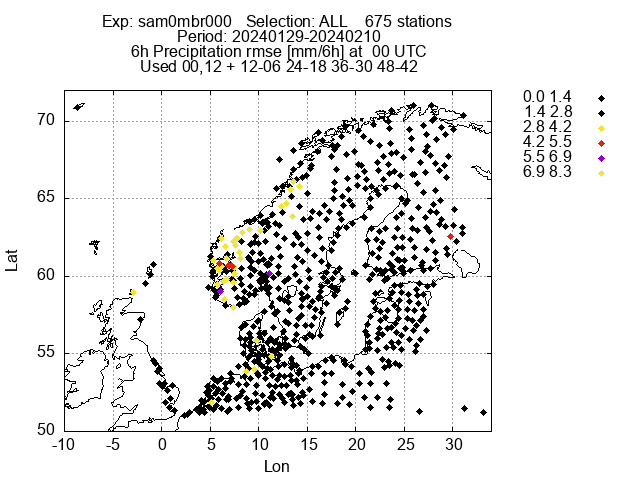 Exp: sam0mbr000   Selection: ALL    675 stations
Period: 20240129-20240210
6h Precipitation rmse [mm/6h] at  00 UTC
Used 00,12 + 12-06 24-18 36-30 48-42
0.0 1.4
1.4 2.8
2.8 4.2
4.2 5.5
5.5 6.9
6.9 8.3
70
65
60
55
50
Lat
-10 -5 0 5 10 15 20 25 30
Lon